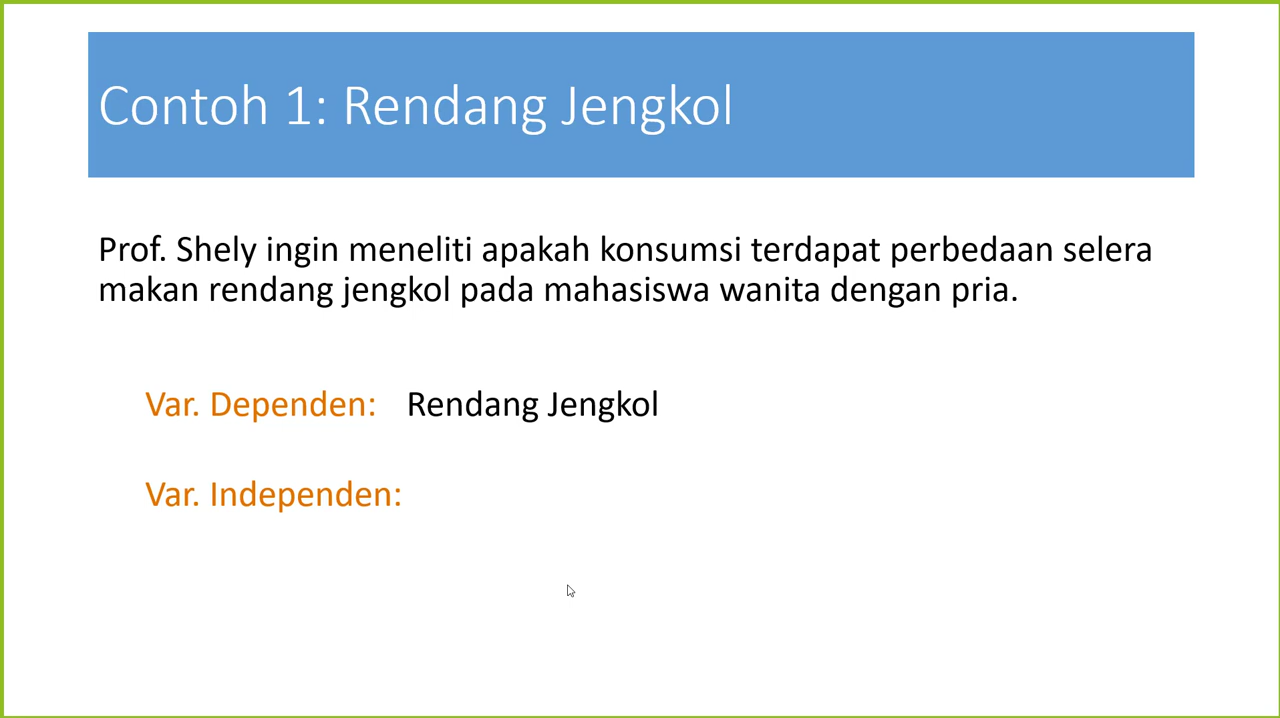 Contoh 1: Rendang Jengkol
Prof. Shely ingin meneliti apakah konsumsi terdapat perbedaan selera
makan rendang jengkol pada mahasiswa wanita dengan pria.
Var. Dependen: Rendang Jengkol
Var. Independen: